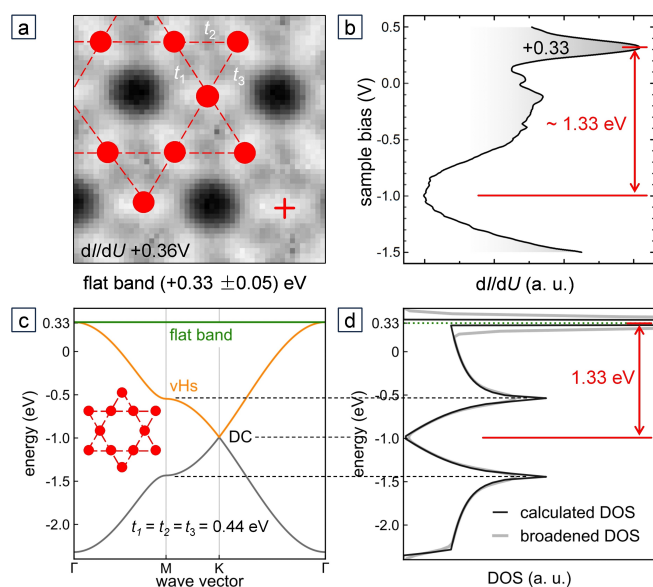 a
t₂
t₁
t₃
dI/dU +0.36V
flat band (+0.33 ±0.05) eV
b
+0.33
0.5
0.0
-0.5
-1.0
-1.5
sample bias (V)
~ 1.33 eV
dI/dU (a. u.)
c
0.33
0
-0.5
-1.0
-1.5
-2.0
energy (eV)
flat band
vHs
DC
t₁ = t₂ = t₃ = 0.44 eV
Γ
M
K
Γ
wave vector
d
0.33
0
-0.5
-1.0
-1.5
-2.0
energy (eV)
1.33 eV
calculated DOS
broadened DOS
DOS (a. u.)